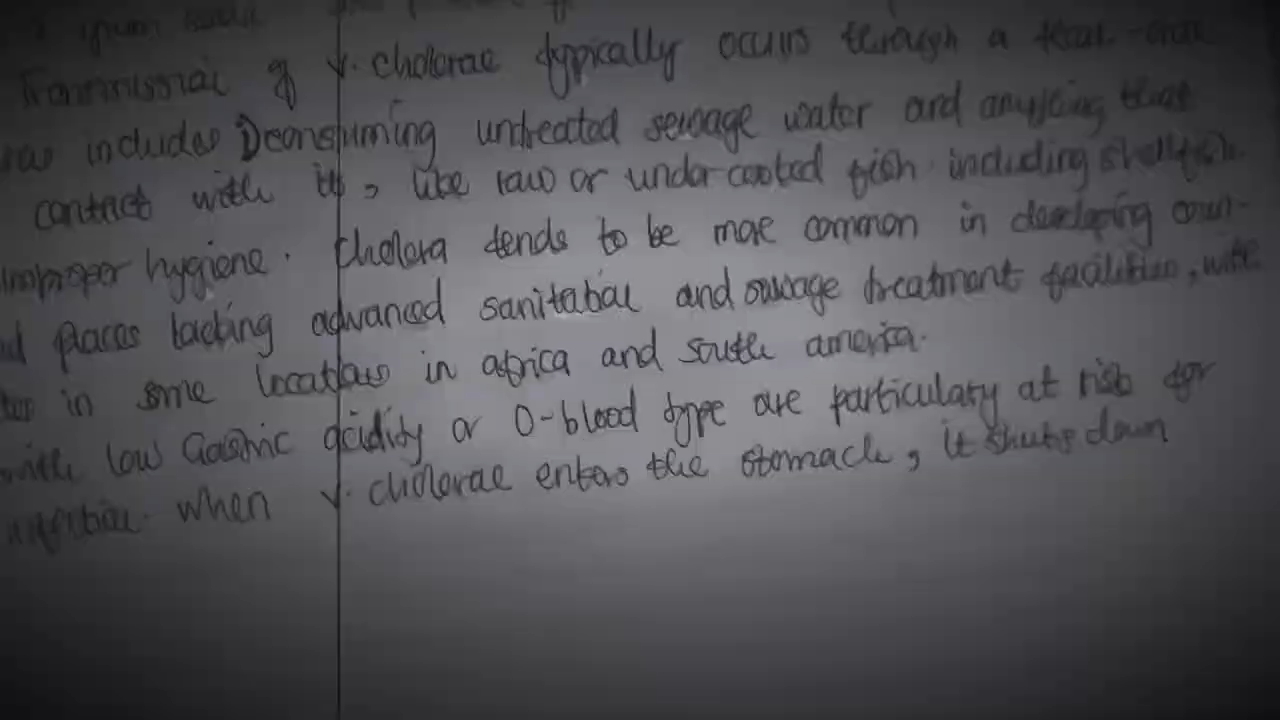 Transmission of V. cholerae typically occurs through a fecal-oral
includes consuming untreated sewage water and anything that
contact with it, like raw or undercooked fish including shellfish
improper hygiene. Cholera tends to be more common in developing coun-
places lacking advanced sanitation and sewage treatment facilities, with
in some locations in africa and south america.
with low Gastric acidity or O-blood type are particulary at risk for
infection. When V. cholerae enters the stomach, it shuts down